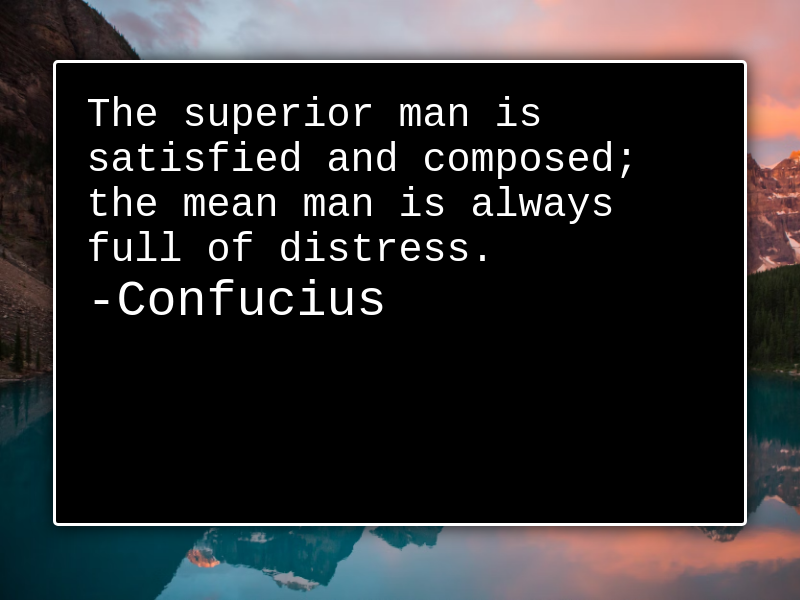 The superior man is
satisfied and composed;
the mean man is always
full of distress.
-Confucius